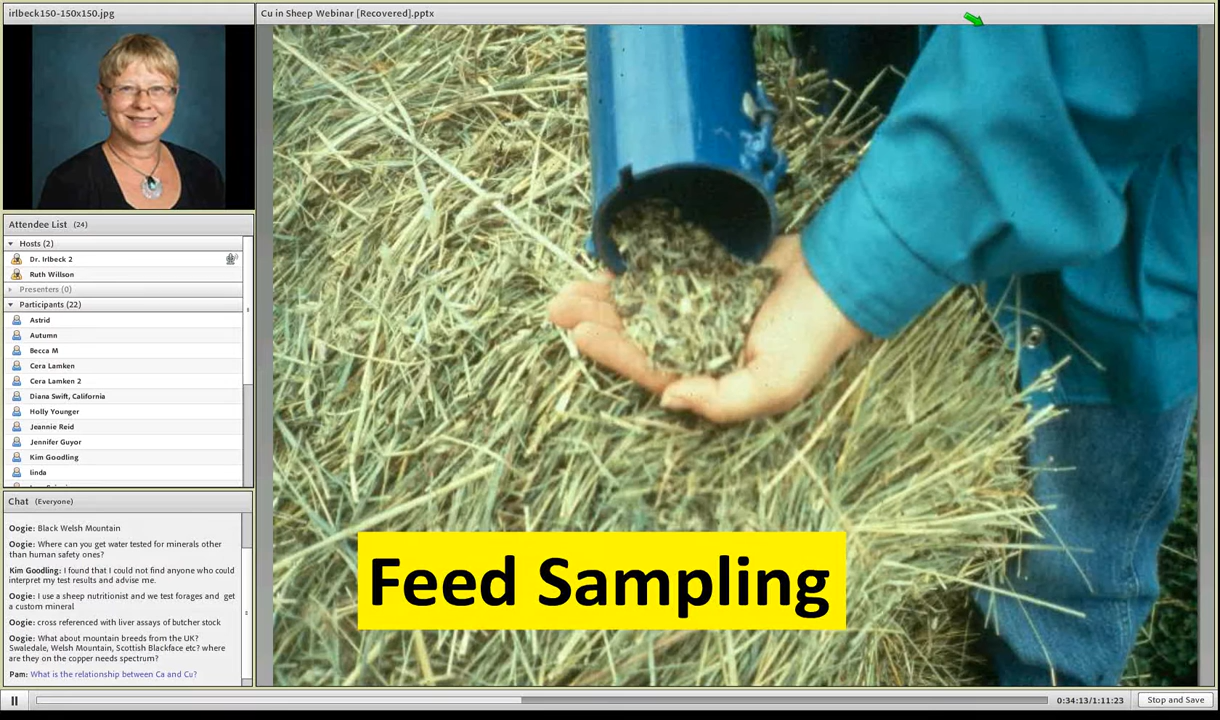 irlbeck150-150x150.jpg
Cu in Sheep Webinar [Recovered].pptx
Attendee List (24)
Hosts (2)
Dr. Irlbeck 2
Ruth Willson
Presenters (0)
Participants (22)
Astrid
Autumn
Becca M
Cera Lamken
Cera Lamken 2
Diana Swift, California
Holly Younger
Jeannie Reid
Jennifer Guyor
Kim Goodling
linda
Chat (Everyone)
Oogie: Black Welsh Mountain
Oogie: Where can you get water tested for minerals other
than human safety ones?
Kim Goodling: I found that I could not find anyone who could
interpret my test results and advise me.
Oogie: I use a sheep nutritionist and we test forages and get
a custom mineral
Oogie: cross referenced with liver assays of butcher stock
Oogie: What about mountain breeds from the UK?
Swaledale, Welsh Mountain, Scottish Blackface etc? where
are they on the copper needs spectrum?
Pam: What is the relationship between Ca and Cu?
Feed Sampling
0:34:13/1:11:23
Stop and Save